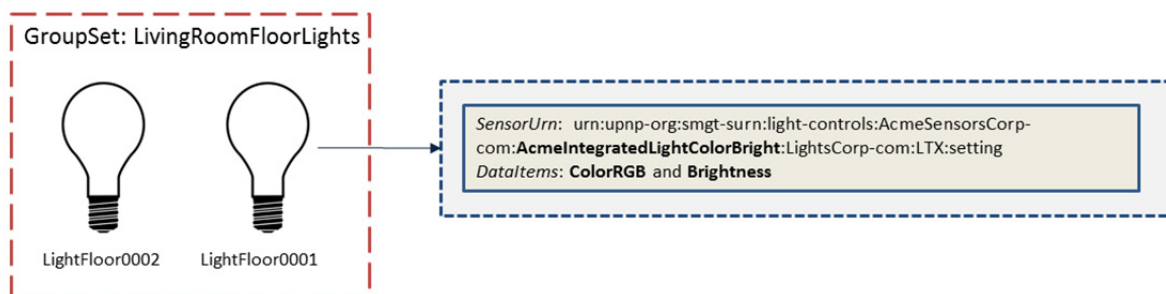 GroupSet: LivingRoomFloorLights
LightFloor0002
LightFloor0001
SensorUrn: urn:upnp-org:smgt-surn:light-controls:AcmeSensorsCorp-
com:AcmeIntegratedLightColorBright:LightsCorp-com:LTX:setting
DataItems: ColorRGB and Brightness